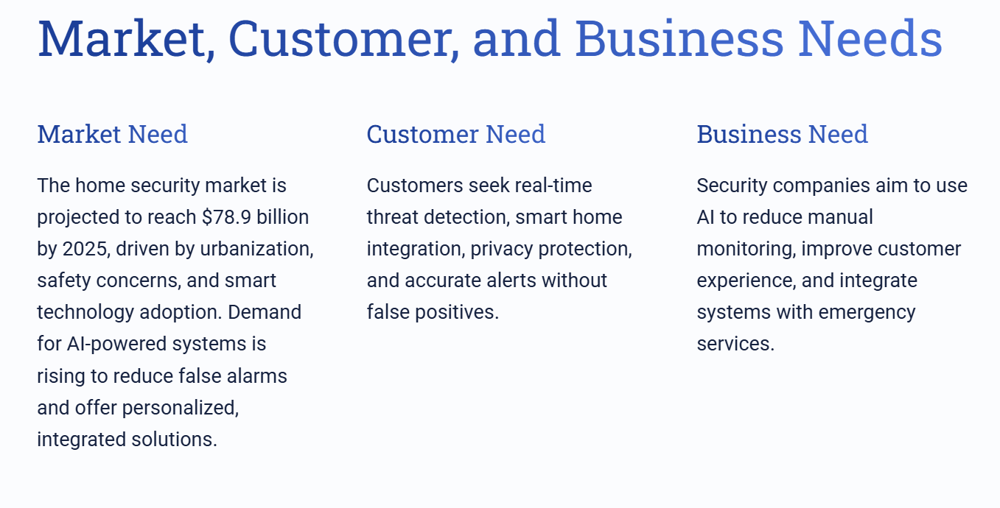 Market, Customer, and Business Needs
Market Need
The home security market is
projected to reach $78.9 billion
by 2025, driven by urbanization,
safety concerns, and smart
technology adoption. Demand
for AI-powered systems is
rising to reduce false alarms
and offer personalized,
integrated solutions.
Customer Need
Customers seek real-time
threat detection, smart home
integration, privacy protection,
and accurate alerts without
false positives.
Business Need
Security companies aim to use
AI to reduce manual
monitoring, improve customer
experience, and integrate
systems with emergency
services.